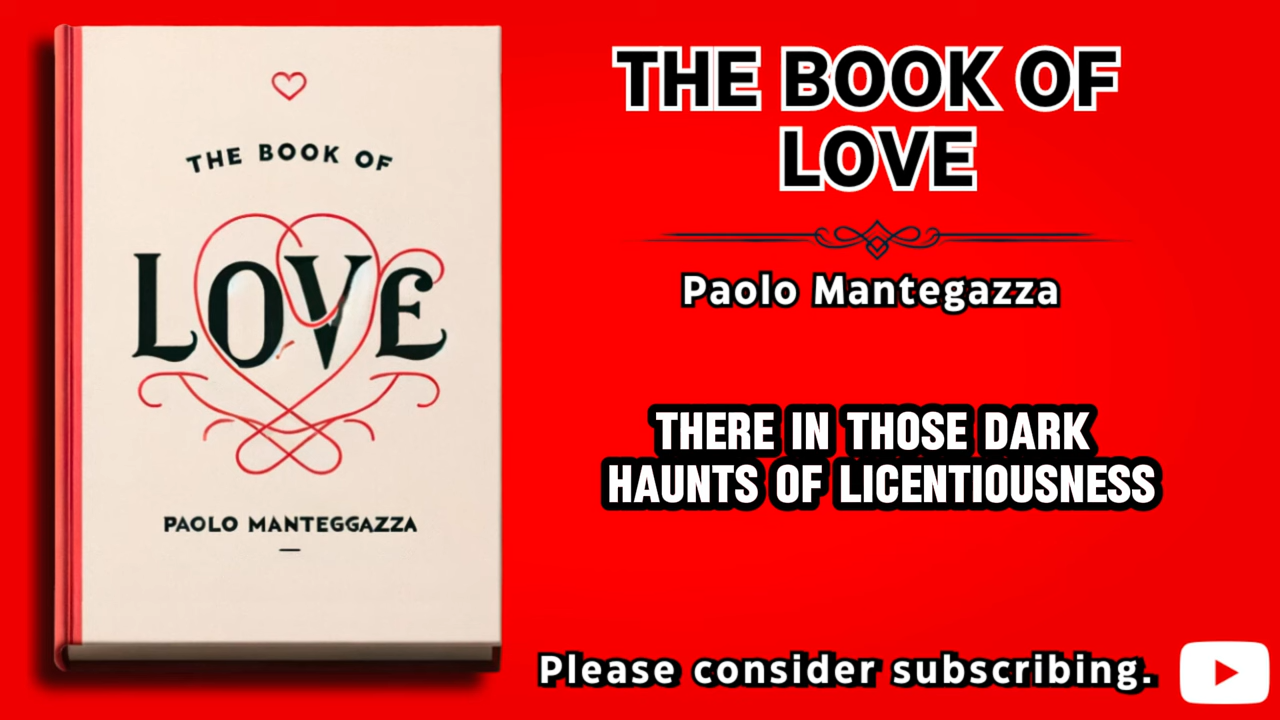 THE BOOK OF
LOVE
PAOLO MANTEGGAZZA
THE BOOK OF
LOVE
Paolo Mantegazza
THERE IN THOSE DARK
HAUNTS OF LICENTIOUSNESS
Please consider subscribing.